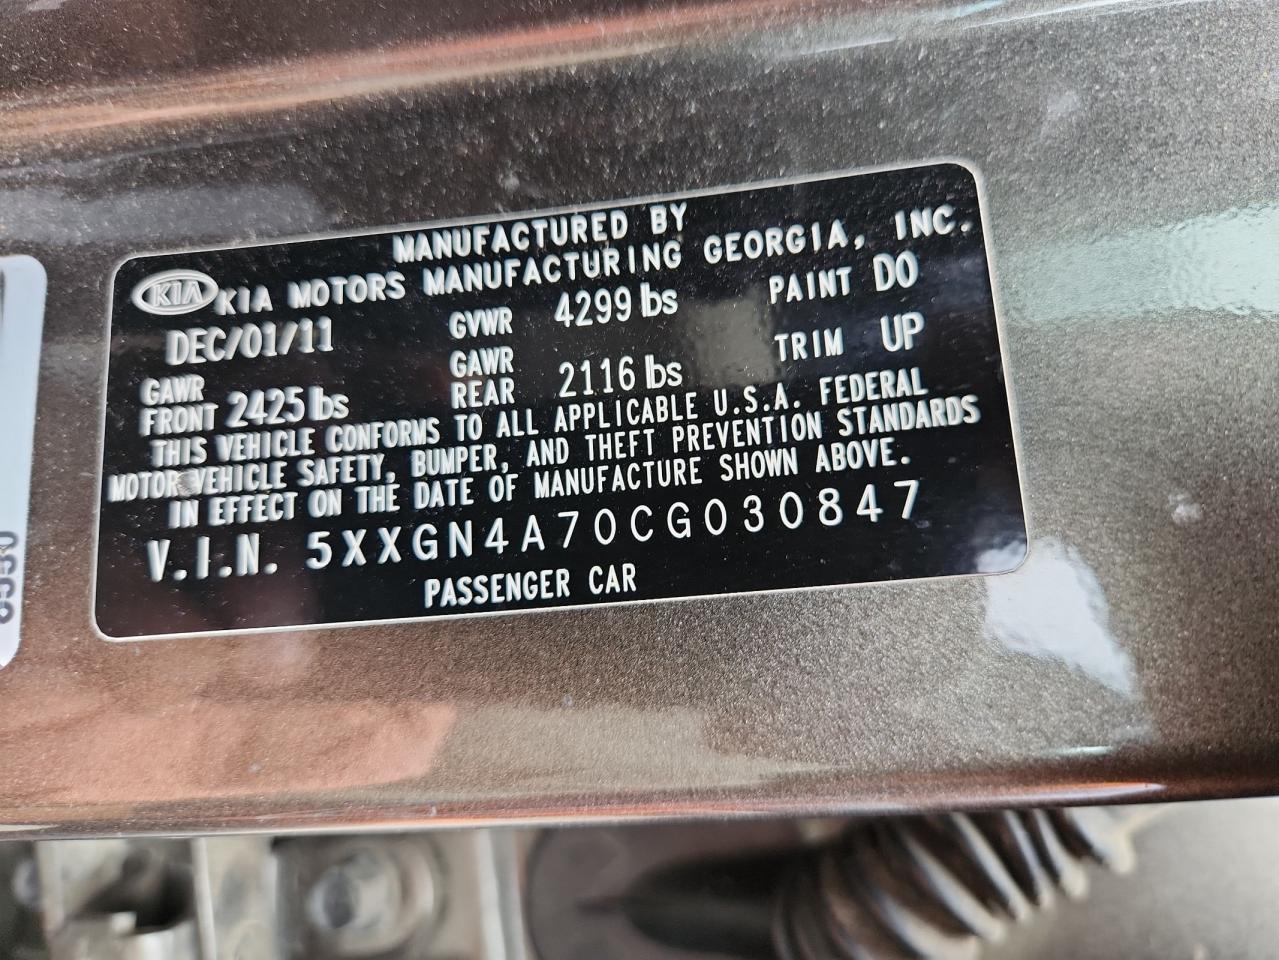 MANUFACTURED BY
KIA KIA MOTORS MANUFACTURING GEORGIA, INC.
DEC/01/11 GVWR 4299 lbs PAINT DO
GAWR FRONT 2425 lbs GAWR REAR 2116 lbs TRIM UP
THIS VEHICLE CONFORMS TO ALL APPLICABLE U.S.A. FEDERAL
MOTOR VEHICLE SAFETY, BUMPER, AND THEFT PREVENTION STANDARDS
IN EFFECT ON THE DATE OF MANUFACTURE SHOWN ABOVE.
V.I.N. 5XXGN4A70CG030847
PASSENGER CAR